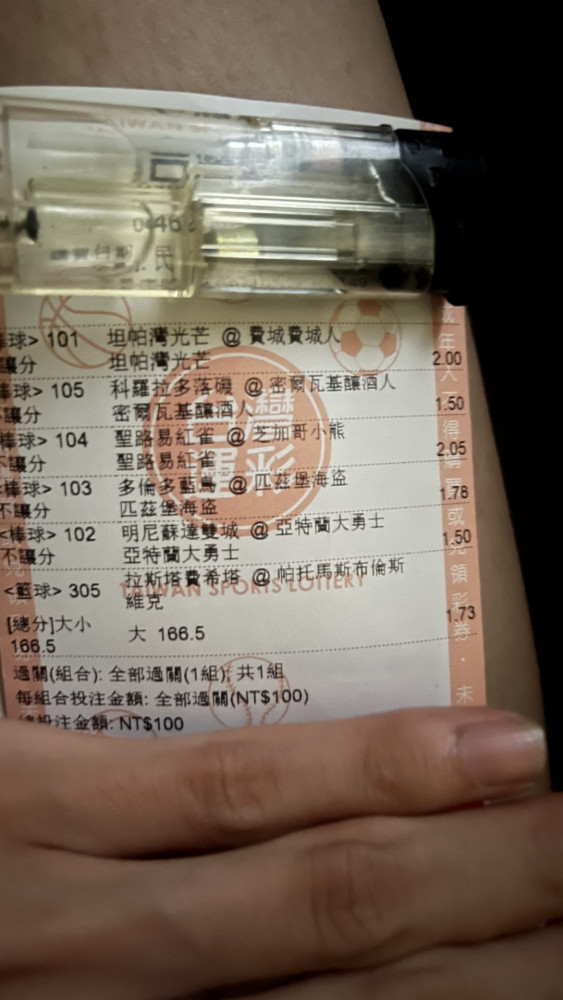 球> 101 坦帕灣光芒 @ 費城費城人
讓分 坦帕灣光芒 2.00
棒球> 105 科羅拉多落磯 @ 密爾瓦基釀酒人
不讓分 密爾瓦基釀酒人 1.50
棒球> 104 聖路易紅雀 @ 芝加哥小熊
不讓分 聖路易紅雀 2.05
<棒球> 103 多倫多藍鳥 @ 匹茲堡海盜
不讓分 匹茲堡海盜 1.78
<棒球> 102 明尼蘇達雙城 @ 亞特蘭大勇士
不讓分 亞特蘭大勇士 1.50
<籃球> 305 拉斯塔費希塔 @ 帕托馬斯布倫斯
維克
TAIWAN SPORTS LOTTERY
[總分]大小 大 166.5 1.73
166.5
過關(組合): 全部過關(1組); 共1組
每組合投注金額: 全部過關(NT$100)
總投注金額: NT$100
台灣
運彩